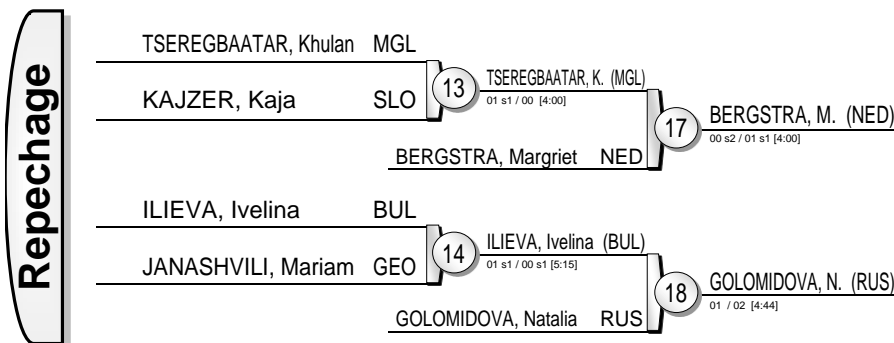 Repechage
TSEREGBAATAR, Khulan MGL
KAJZER, Kaja SLO
13
TSEREGBAATAR, K. (MGL)
01 s1 / 00 [4:00]
BERGSTRA, Margriet NED
17
BERGSTRA, M. (NED)
00 s2 / 01 s1 [4:00]
ILIEVA, Ivelina BUL
JANASHVILI, Mariam GEO
14
ILIEVA, Ivelina (BUL)
01 s1 / 00 s1 [5:15]
GOLOMIDOVA, Natalia RUS
18
GOLOMIDOVA, N. (RUS)
01 / 02 [4:44]